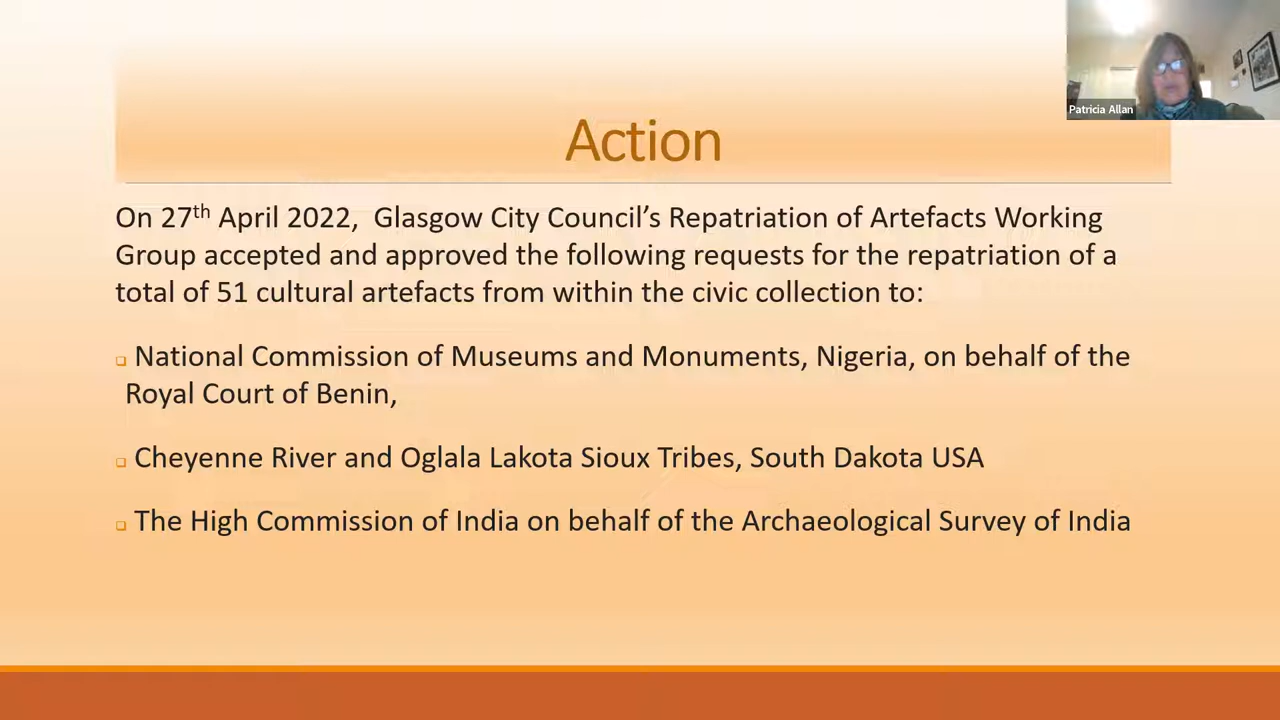 Patricia Allan
Action
On 27th April 2022,  Glasgow City Council’s Repatriation of Artefacts Working
Group accepted and approved the following requests for the repatriation of a
total of 51 cultural artefacts from within the civic collection to:
❑ National Commission of Museums and Monuments, Nigeria, on behalf of the
Royal Court of Benin,
❑ Cheyenne River and Oglala Lakota Sioux Tribes, South Dakota USA
❑ The High Commission of India on behalf of the Archaeological Survey of India